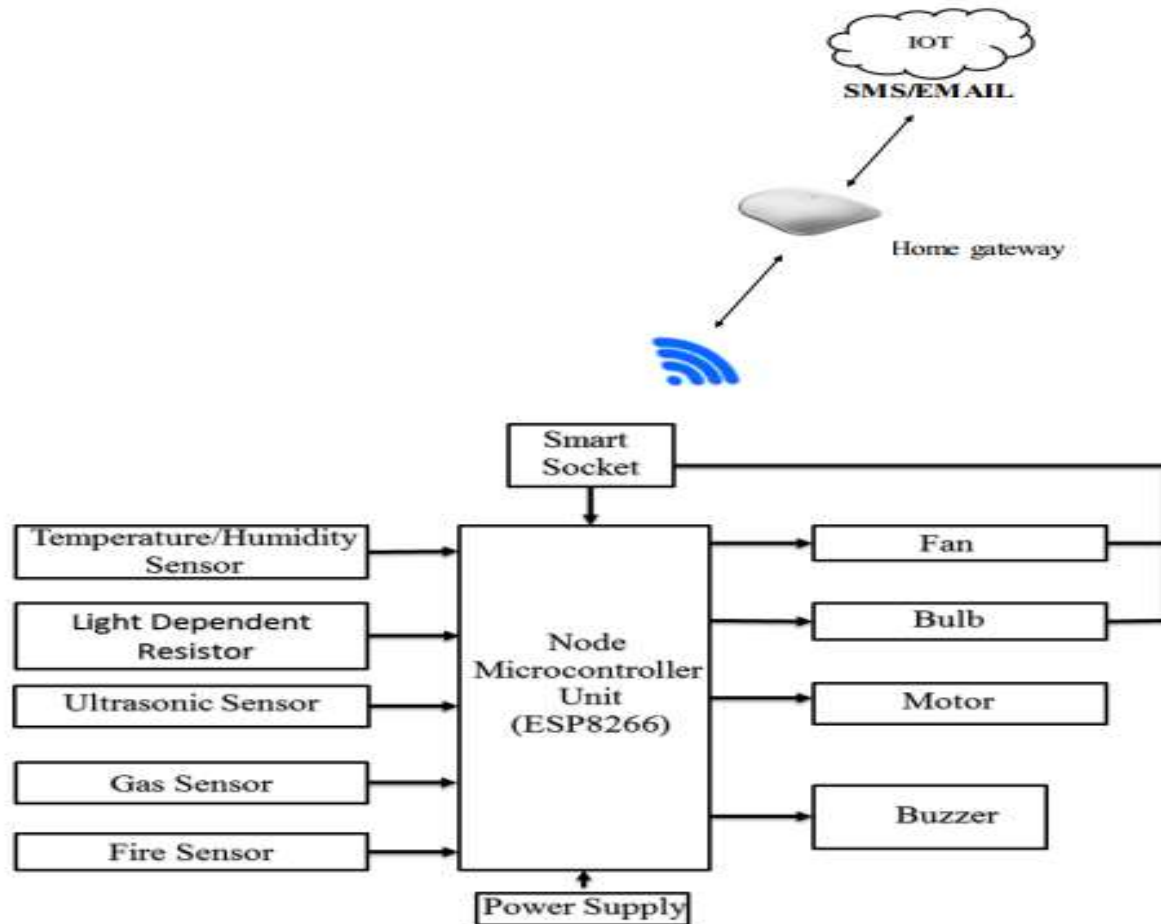 IOT
SMS/EMAIL
Home gateway
Smart
Socket
Temperature/Humidity
Sensor
Light Dependent
Resistor
Ultrasonic Sensor
Gas Sensor
Fire Sensor
Node
Microcontroller
Unit
(ESP8266)
Fan
Bulb
Motor
Buzzer
Power Supply